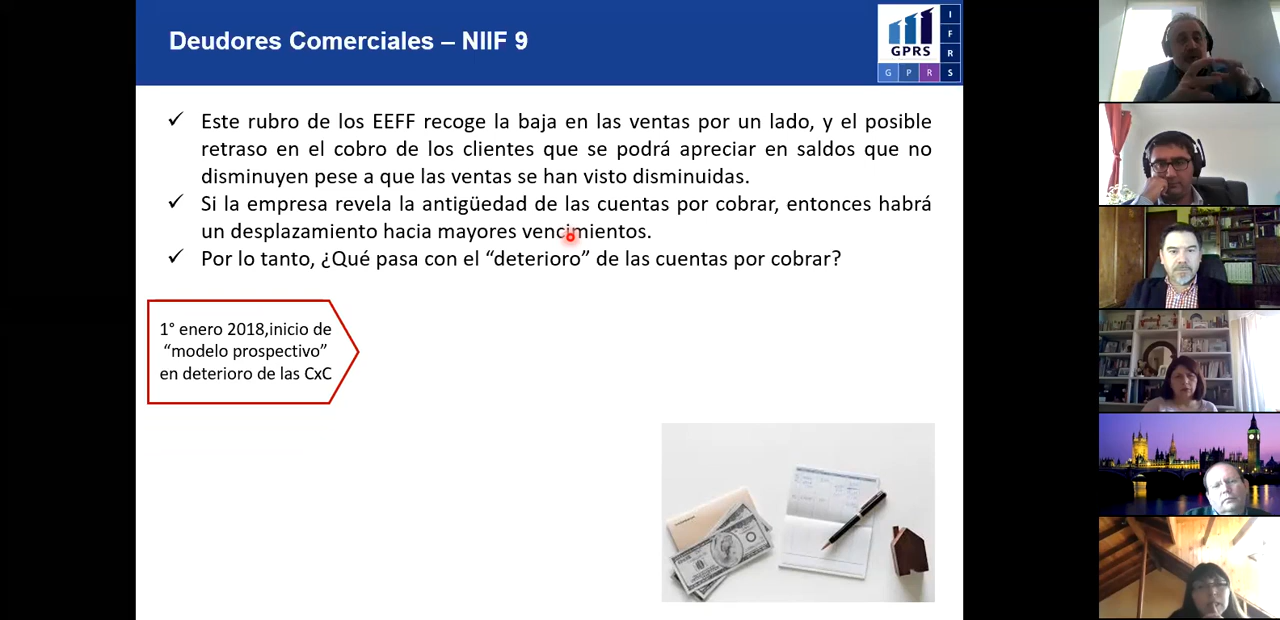 Deudores Comerciales – NIIF 9
GPRS
G P R S
I
F
R
✓ Este rubro de los EEFF recoge la baja en las ventas por un lado, y el posible
retraso en el cobro de los clientes que se podrá apreciar en saldos que no
disminuyen pese a que las ventas se han visto disminuidas.
✓ Si la empresa revela la antigüedad de las cuentas por cobrar, entonces habrá
un desplazamiento hacia mayores vencimientos.
✓ Por lo tanto, ¿Qué pasa con el “deterioro” de las cuentas por cobrar?
1° enero 2018,inicio de
“modelo prospectivo”
en deterioro de las CxC